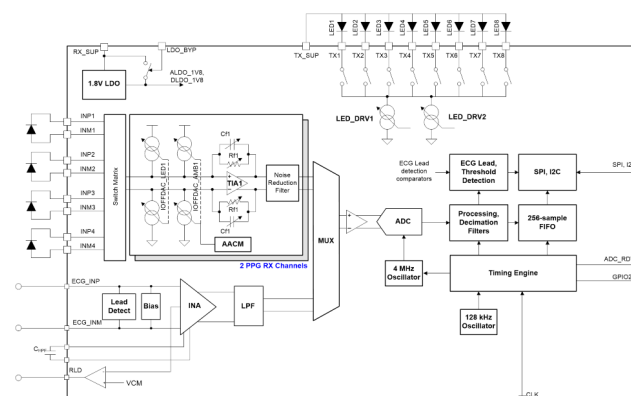 LED1 LED2 LED3 LED4 LED5 LED6 LED7 LED8
RX_SUP LDO_BYP TX_SUP TX1 TX2 TX3 TX4 TX5 TX6 TX7 TX8
1.8V LDO
ALDO_1V8,
DLDO_1V8
LED_DRV1 LED_DRV2
INP1
INM1
INP2
INM2
INP3
INM3
INP4
INM4
Switch Matrix
IOFFDAC_LED1
IOFFDAC_AMB1
Cf1
Rf1
TIA1
Rf1
Cf1
Noise
Reduction
Filter
AACM
2 PPG RX Channels
MUX
ADC
ECG Lead
detection
comparators
ECG Lead,
Threshold
Detection
SPI, I2C
SPI, I2
Processing,
Decimation
Filters
256-sample
FIFO
4 MHz
Oscillator
Timing Engine
ADC_RD
GPIO2
128 kHz
Oscillator
CLK
ECG_INP
Lead
Detect
Bias
INA
LPF
ECG_INM
RLD
VCM